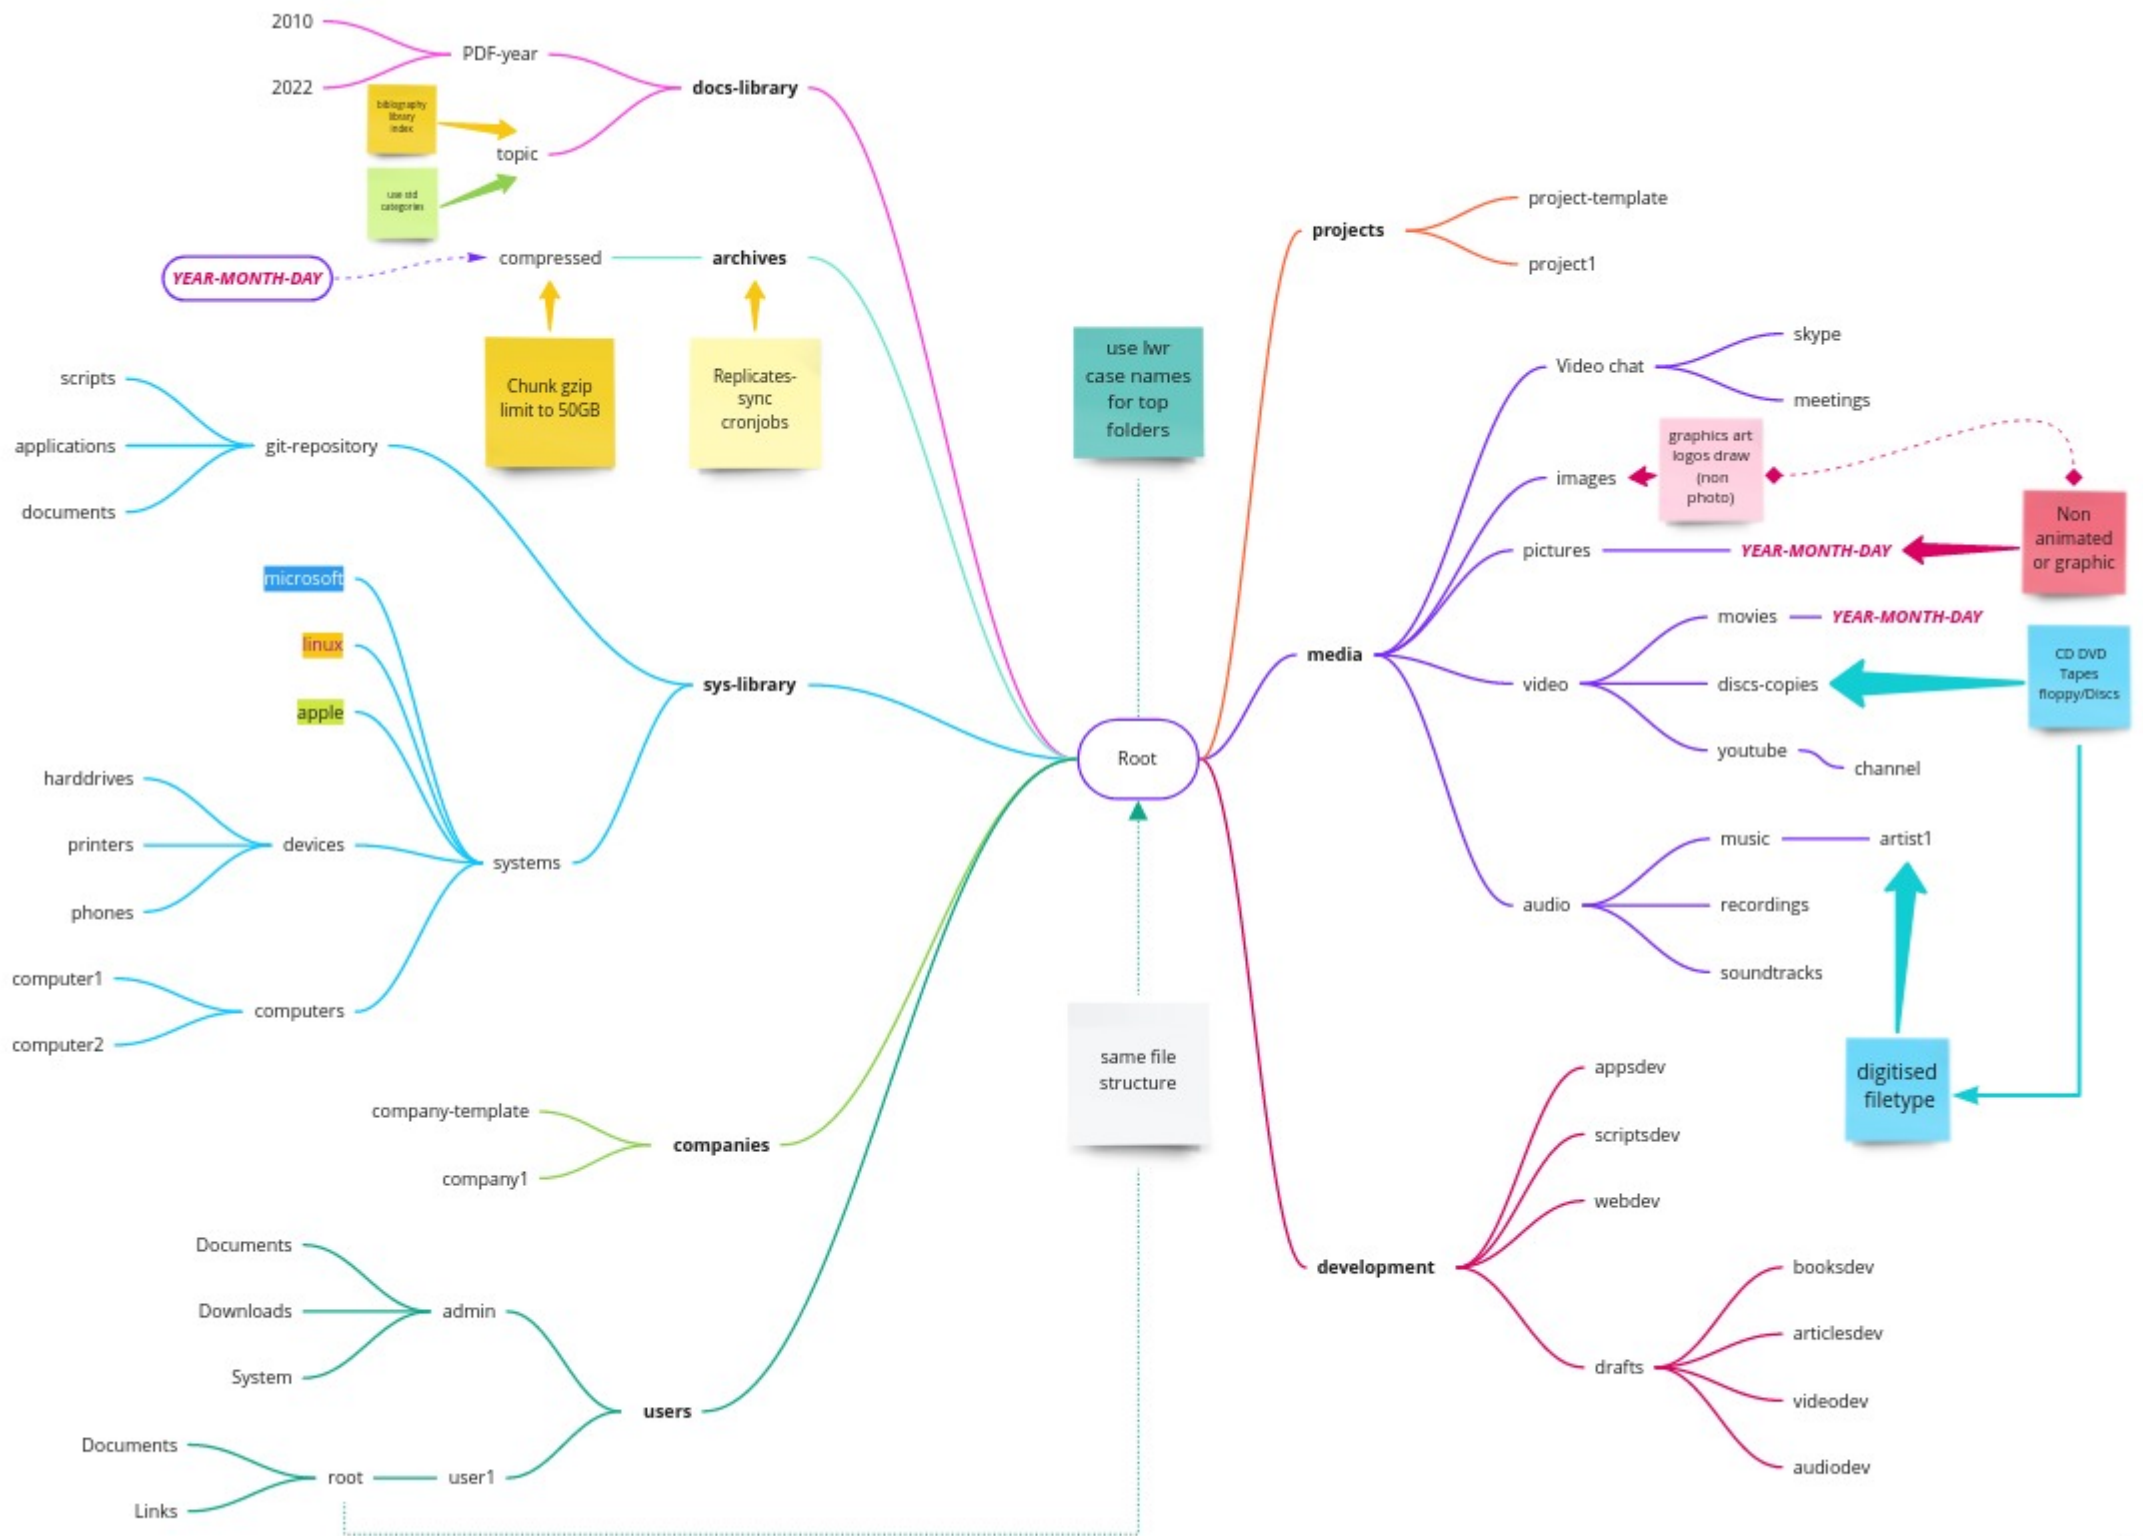 2010
PDF-year
2022
docs-library
biblography
library
index
topic
use std
categories
YEAR-MONTH-DAY
compressed
archives
Chunk gzip
limit to 50GB
Replicates-
sync
cronjobs
scripts
applications
documents
git-repository
microsoft
linux
apple
sys-library
harddrives
printers
phones
devices
systems
computer1
computer2
computers
company-template
company1
companies
Documents
Downloads
System
admin
users
Documents
Links
root
user1
use lwr
case names
for top
folders
Root
same file
structure
projects
project-template
project1
media
Video chat
skype
meetings
images
graphics art
logos draw
(non
photo)
pictures
YEAR-MONTH-DAY
Non
animated
or graphic
video
movies
YEAR-MONTH-DAY
discs-copies
CD DVD
Tapes
floppy/Discs
youtube
channel
audio
music
artist1
recordings
soundtracks
digitised
filetype
development
appsdev
scriptsdev
webdev
drafts
booksdev
articlesdev
videodev
audiodev